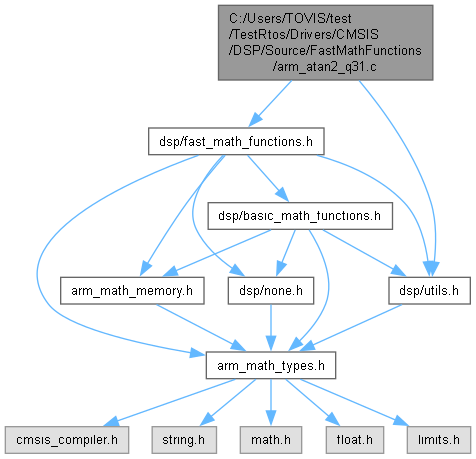 C:/Users/TOVIS/test
/TestRtos/Drivers/CMSIS
/DSP/Source/FastMathFunctions
/arm_atan2_q31.c
dsp/fast_math_functions.h
dsp/basic_math_functions.h
arm_math_memory.h
dsp/none.h
dsp/utils.h
arm_math_types.h
cmsis_compiler.h
string.h
math.h
float.h
limits.h